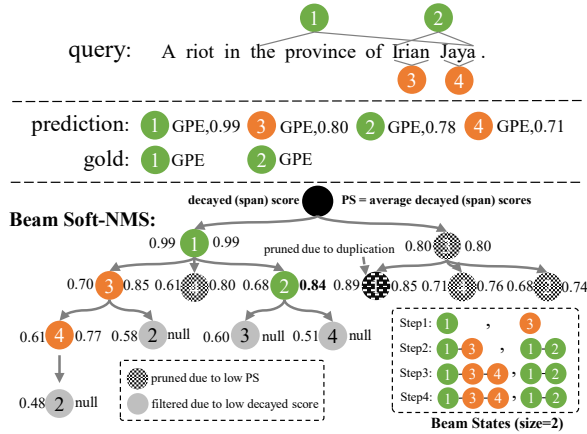 1 2
query: A riot in the province of Irian Jaya .
3 4
prediction: 1 GPE,0.99 3 GPE,0.80 2 GPE,0.78 4 GPE,0.71
gold: 1 GPE 2 GPE
decayed (span) score PS = average decayed (span) scores
Beam Soft-NMS:
pruned due to duplication
0.99 1 0.99 0.80 0.80
0.70 3 0.85 0.61 0.80 0.68 2 0.84 0.89 0.85 0.71 0.76 0.68 0.74
0.61 4 0.77 0.58 2 null 0.60 3 null 0.51 4 null
0.48 2 null
pruned due to low PS
filtered due to low decayed score
Step1: 1 , 3
Step2: 1 3 , 1 2
Step3: 1 3 4 , 1 2
Step4: 1 3 4 , 1 2
Beam States (size=2)